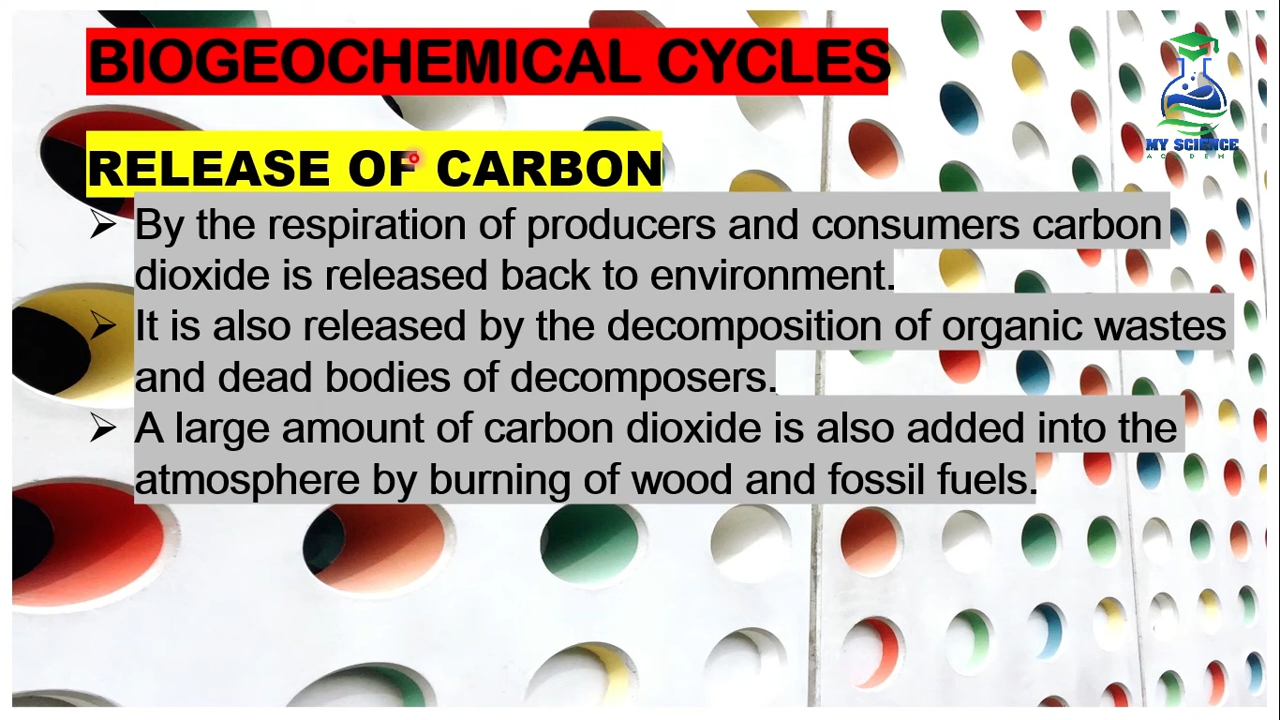 BIOGEOCHEMICAL CYCLES
MY SCIENCE
ACADEMY
RELEASE OF CARBON
➢ By the respiration of producers and consumers carbon
dioxide is released back to environment.
➢ It is also released by the decomposition of organic wastes
and dead bodies of decomposers.
➢ A large amount of carbon dioxide is also added into the
atmosphere by burning of wood and fossil fuels.